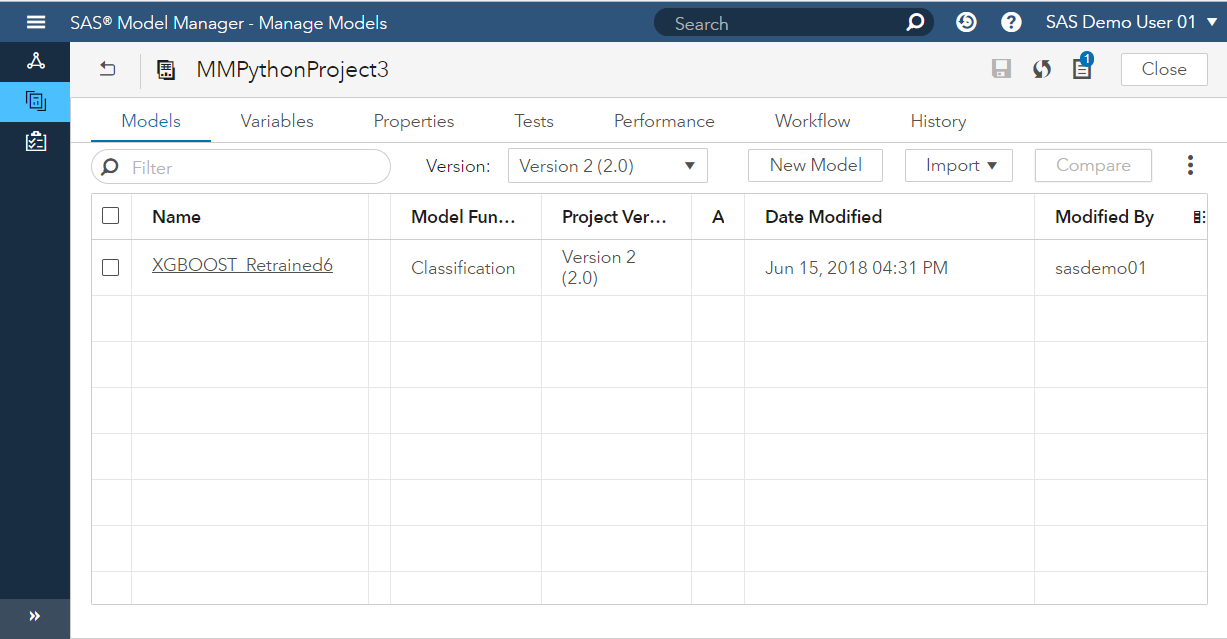 SAS® Model Manager - Manage Models
Search
SAS Demo User 01
MMPythonProject3
1
Close
Models
Variables
Properties
Tests
Performance
Workflow
History
Filter
Version:
Version 2 (2.0)
New Model
Import
Compare
Name
Model Fun...
Project Ver...
A
Date Modified
Modified By
XGBOOST_Retrained6
Classification
Version 2
(2.0)
Jun 15, 2018 04:31 PM
sasdemo01